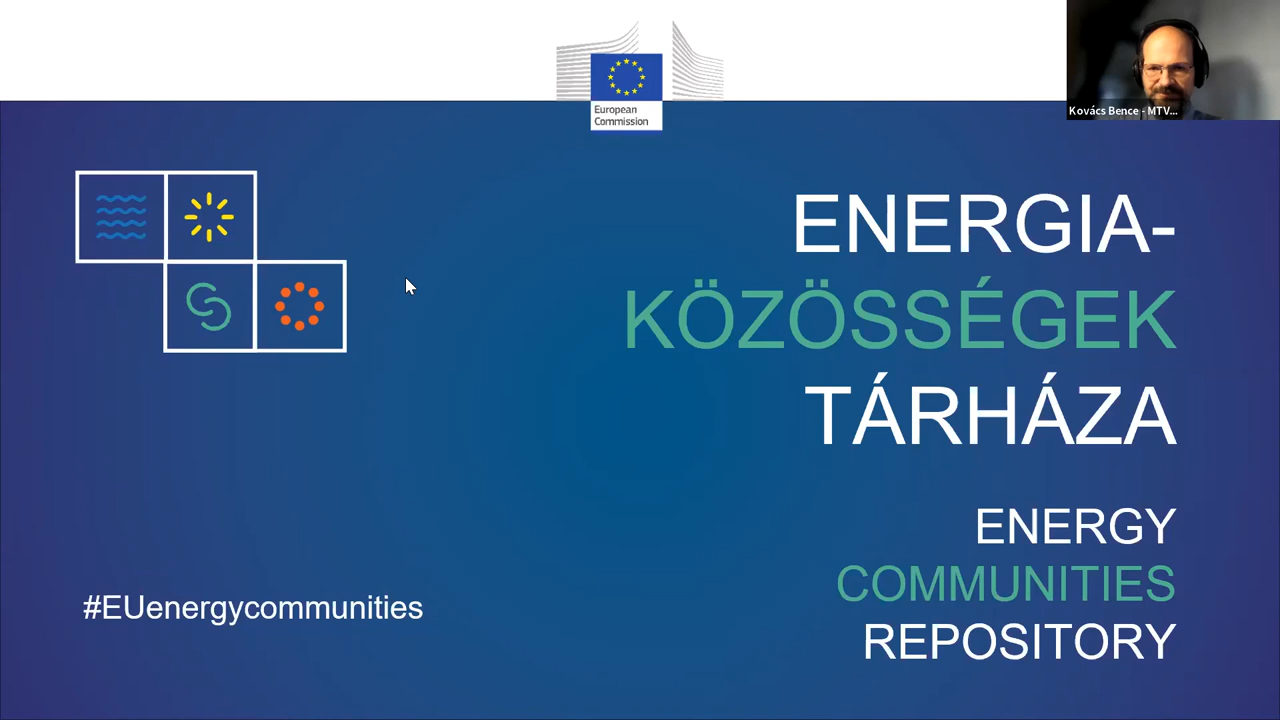 European
Commission
Kovács Bence - MTV...
ENERGIA-
KÖZÖSSÉGEK
TÁRHÁZA
ENERGY
COMMUNITIES
REPOSITORY
#EUenergycommunities